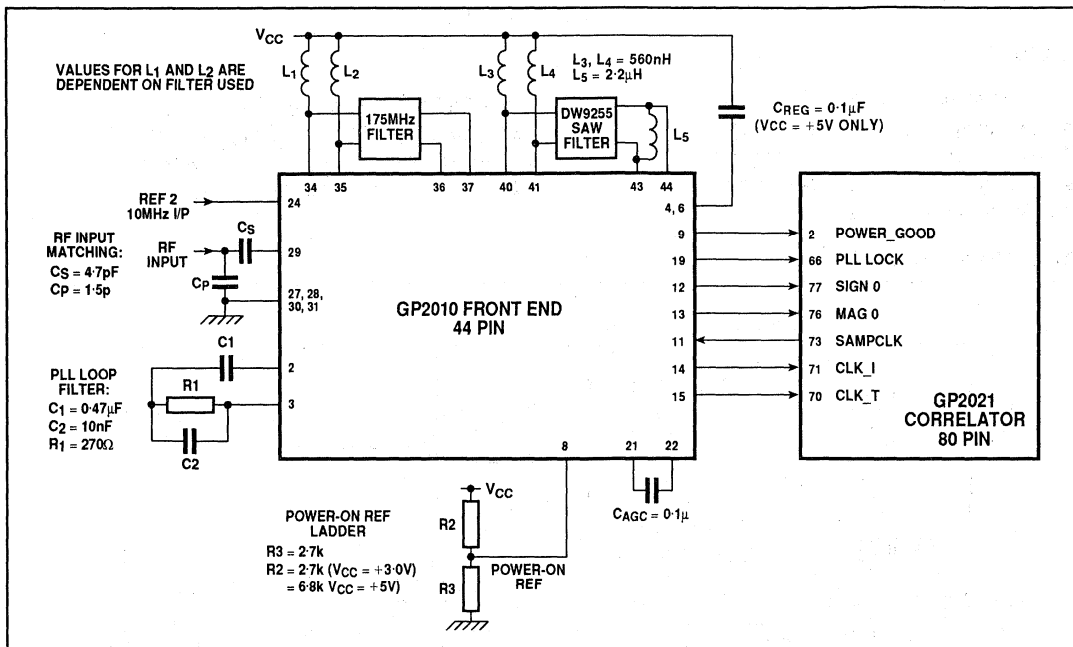 VCC
L1
L2
L3
L4
L3, L4 = 560nH
L5 = 2·2μH
VALUES FOR L1 AND L2 ARE
DEPENDENT ON FILTER USED
175MHz
FILTER
DW9255
SAW
FILTER
L5
CREG = 0·1μF
(VCC = +5V ONLY)
34
35
36
37
40
41
43
44
REF 2
10MHz I/P
24
4, 6
RF INPUT
MATCHING:
CS = 4·7pF
CP = 1·5p
RF
INPUT
CS
CP
29
27, 28,
30, 31
GP2010 FRONT END
44 PIN
9
19
12
13
11
14
15
2 POWER_GOOD
66 PLL LOCK
77 SIGN 0
76 MAG 0
73 SAMPCLK
71 CLK_I
70 CLK_T
GP2021
CORRELATOR
80 PIN
PLL LOOP
FILTER:
C1 = 0·47μF
C2 = 10nF
R1 = 270Ω
C1
R1
C2
2
3
8
21
22
CAGC = 0·1μ
VCC
POWER-ON REF
LADDER
R3 = 2.7k
R2 = 2.7k (VCC = +3.0V)
= 6.8k VCC = +5V)
R2
R3
POWER-ON
REF